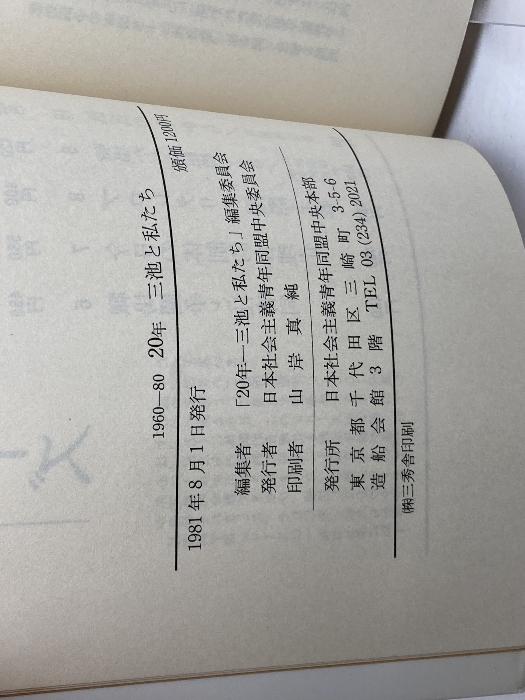 1960—80 20年 三池と私たち
頒価 1200円
1981年8月1日発行
編集者 「20年—三池と私たち」編集委員会
発行者 日本社会主義青年同盟中央委員会
印刷者 山岸真純
発行所 日本社会主義青年同盟中央本部
東京都千代田区三崎町 3-5-6
造船会館3階 TEL 03 (234) 2021
㈱三秀舎印刷